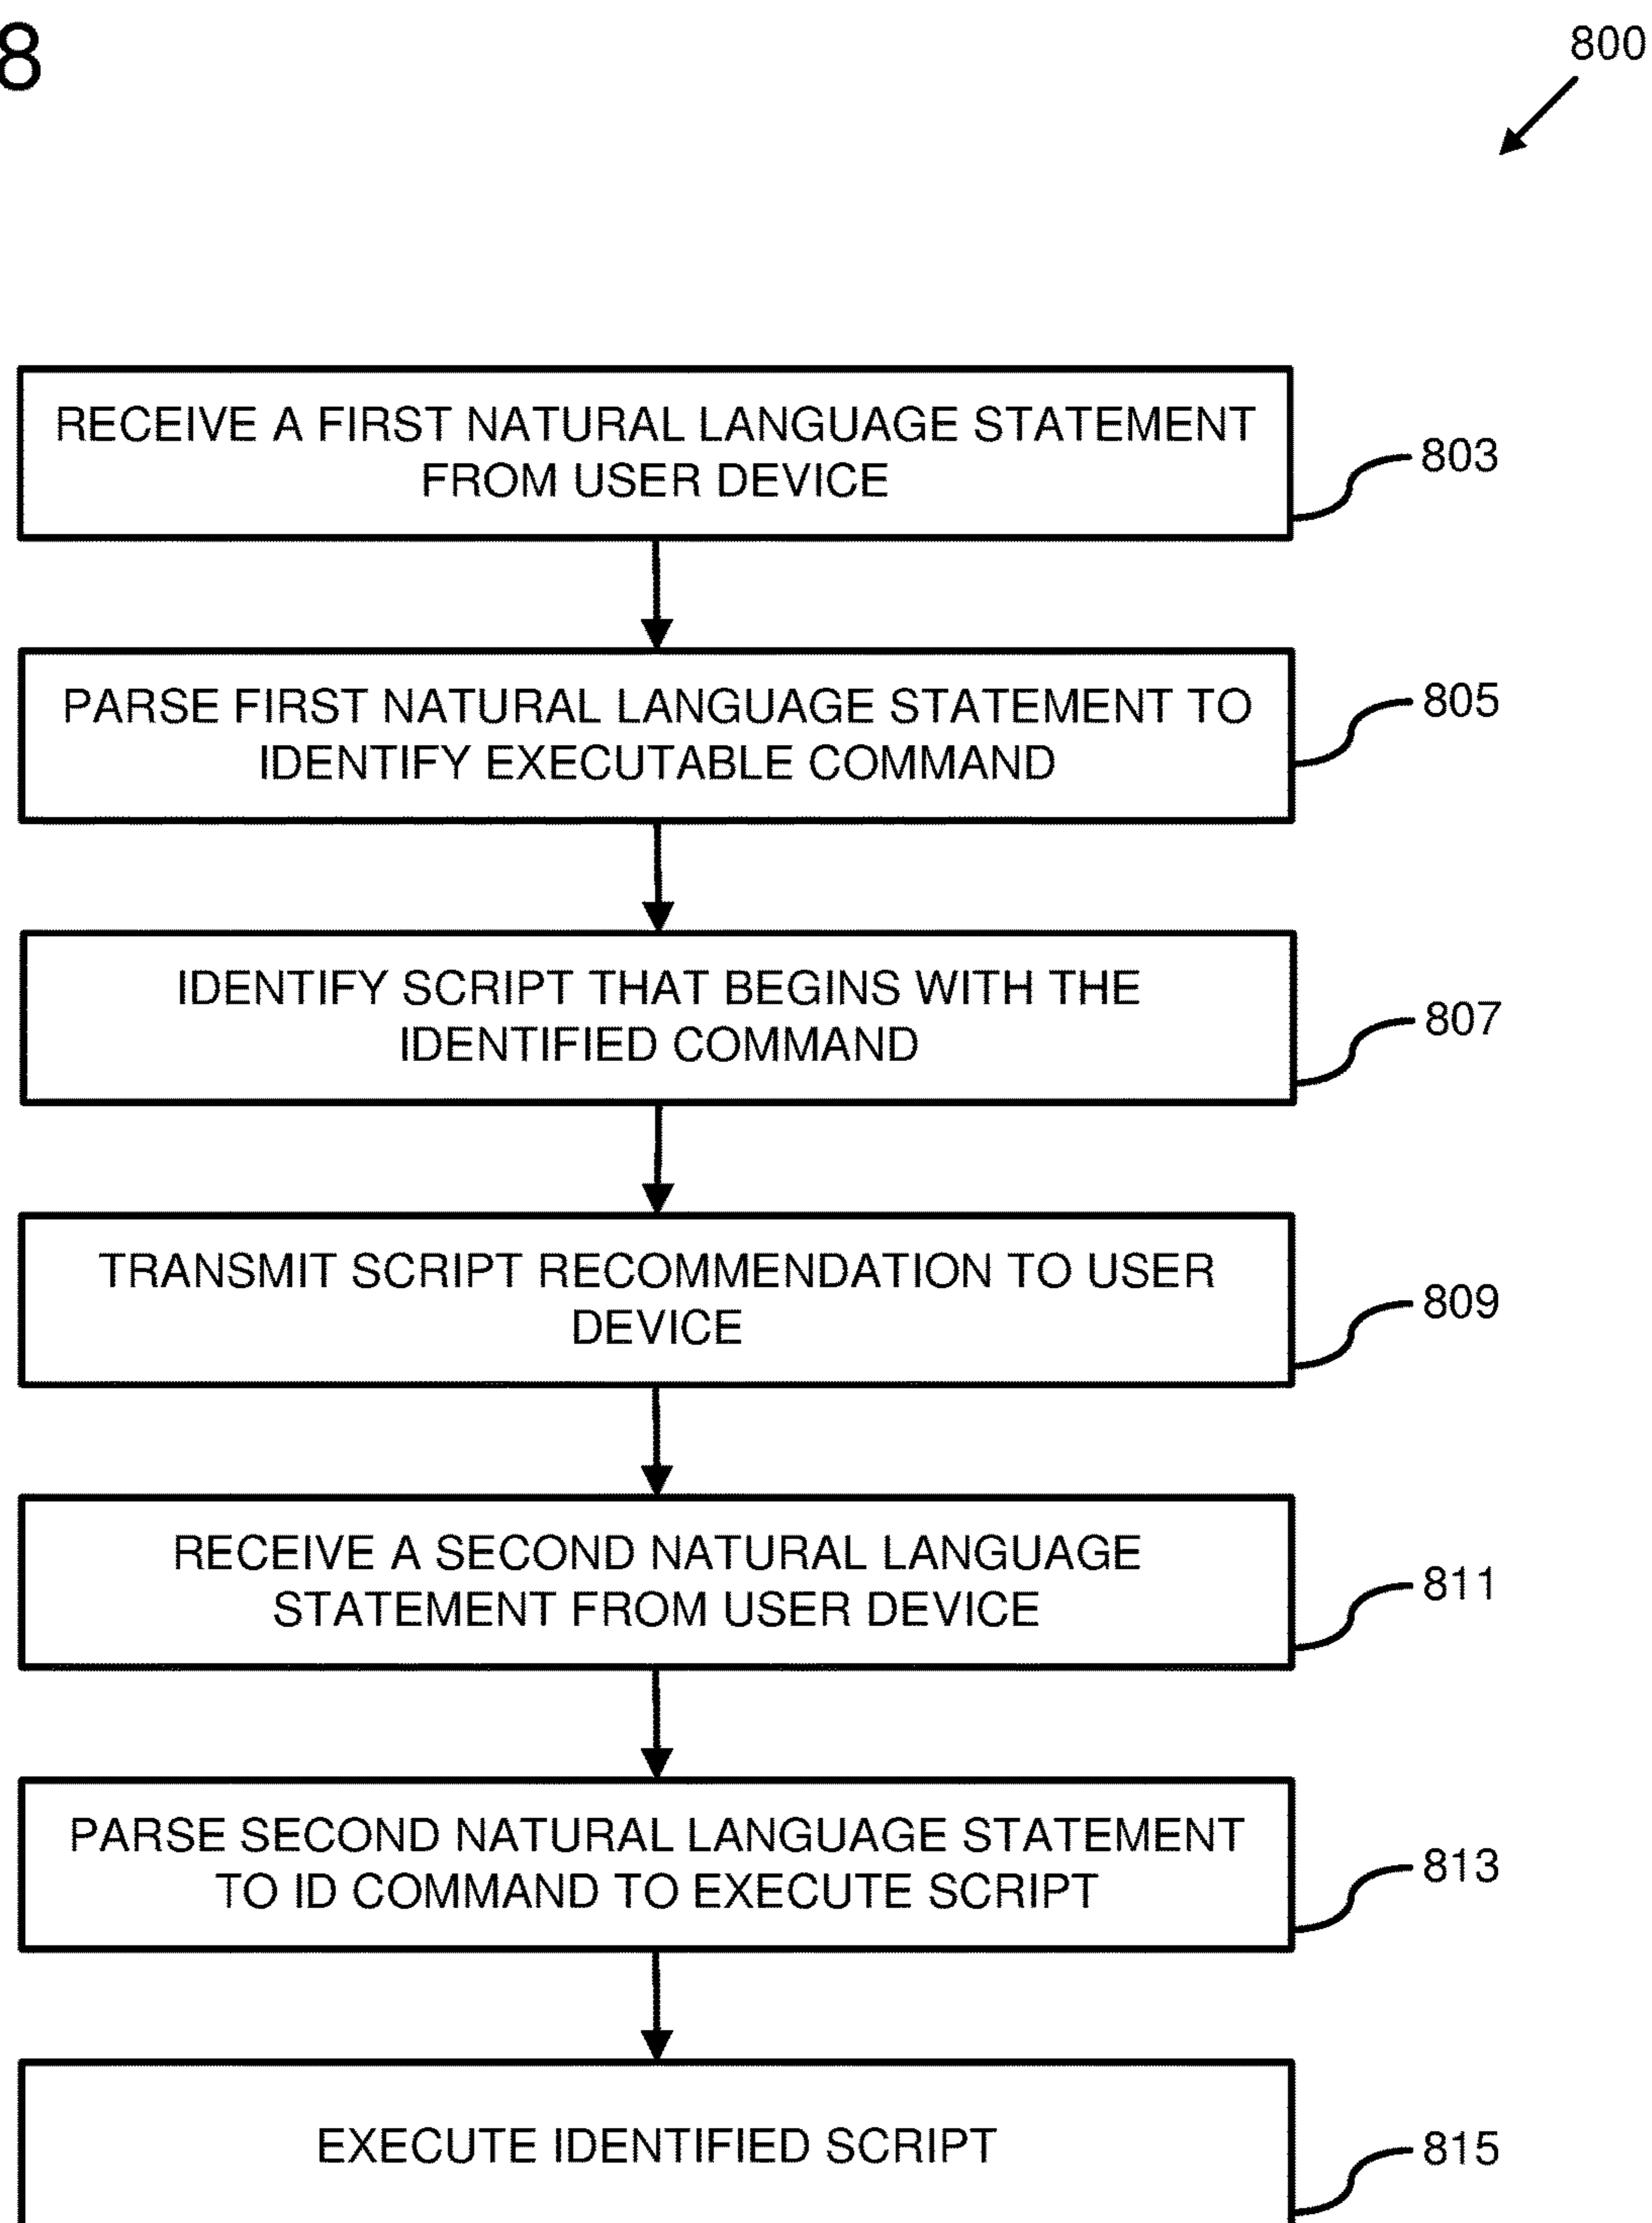 8
800
RECEIVE A FIRST NATURAL LANGUAGE STATEMENT
FROM USER DEVICE
803
PARSE FIRST NATURAL LANGUAGE STATEMENT TO
IDENTIFY EXECUTABLE COMMAND
805
IDENTIFY SCRIPT THAT BEGINS WITH THE
IDENTIFIED COMMAND
807
TRANSMIT SCRIPT RECOMMENDATION TO USER
DEVICE
809
RECEIVE A SECOND NATURAL LANGUAGE
STATEMENT FROM USER DEVICE
811
PARSE SECOND NATURAL LANGUAGE STATEMENT
TO ID COMMAND TO EXECUTE SCRIPT
813
EXECUTE IDENTIFIED SCRIPT
815